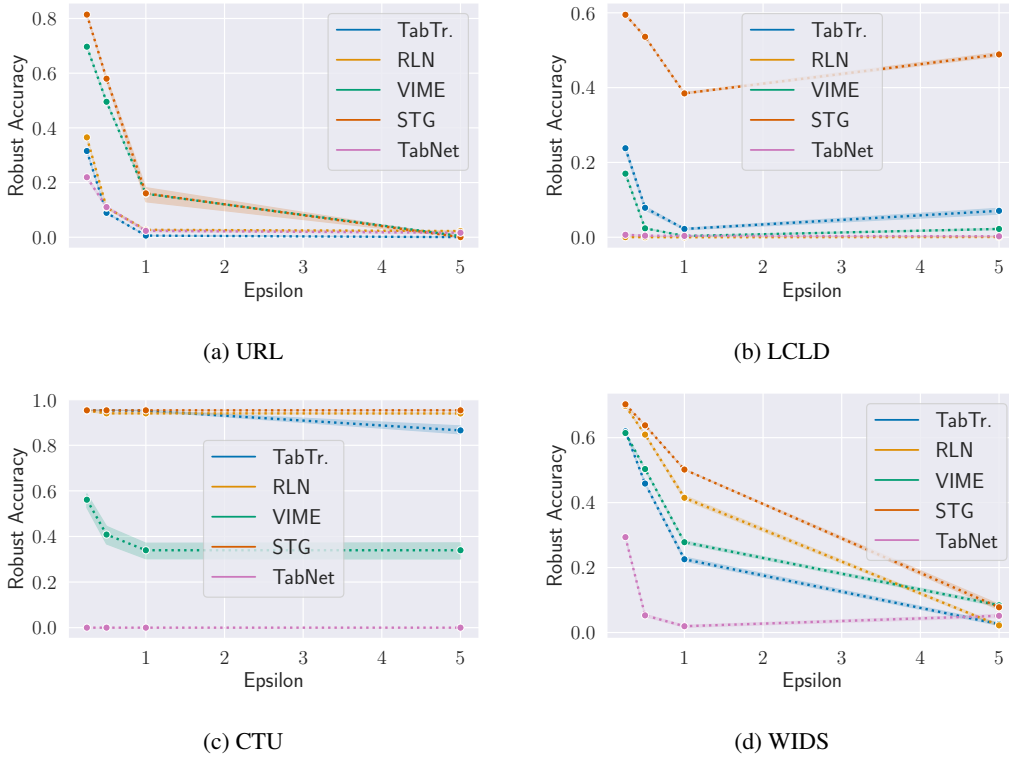 0.8
0.6
0.4
0.2
0.0
Robust Accuracy
TabTr.
RLN
VIME
STG
TabNet
1 2 3 4 5
Epsilon
(a) URL
0.6
0.4
0.2
0.0
Robust Accuracy
TabTr.
RLN
VIME
STG
TabNet
1 2 3 4 5
Epsilon
(b) LCLD
1.0
0.8
0.6
0.4
0.2
0.0
Robust Accuracy
TabTr.
RLN
VIME
STG
TabNet
1 2 3 4 5
Epsilon
(c) CTU
0.6
0.4
0.2
0.0
Robust Accuracy
TabTr.
RLN
VIME
STG
TabNet
1 2 3 4 5
Epsilon
(d) WIDS